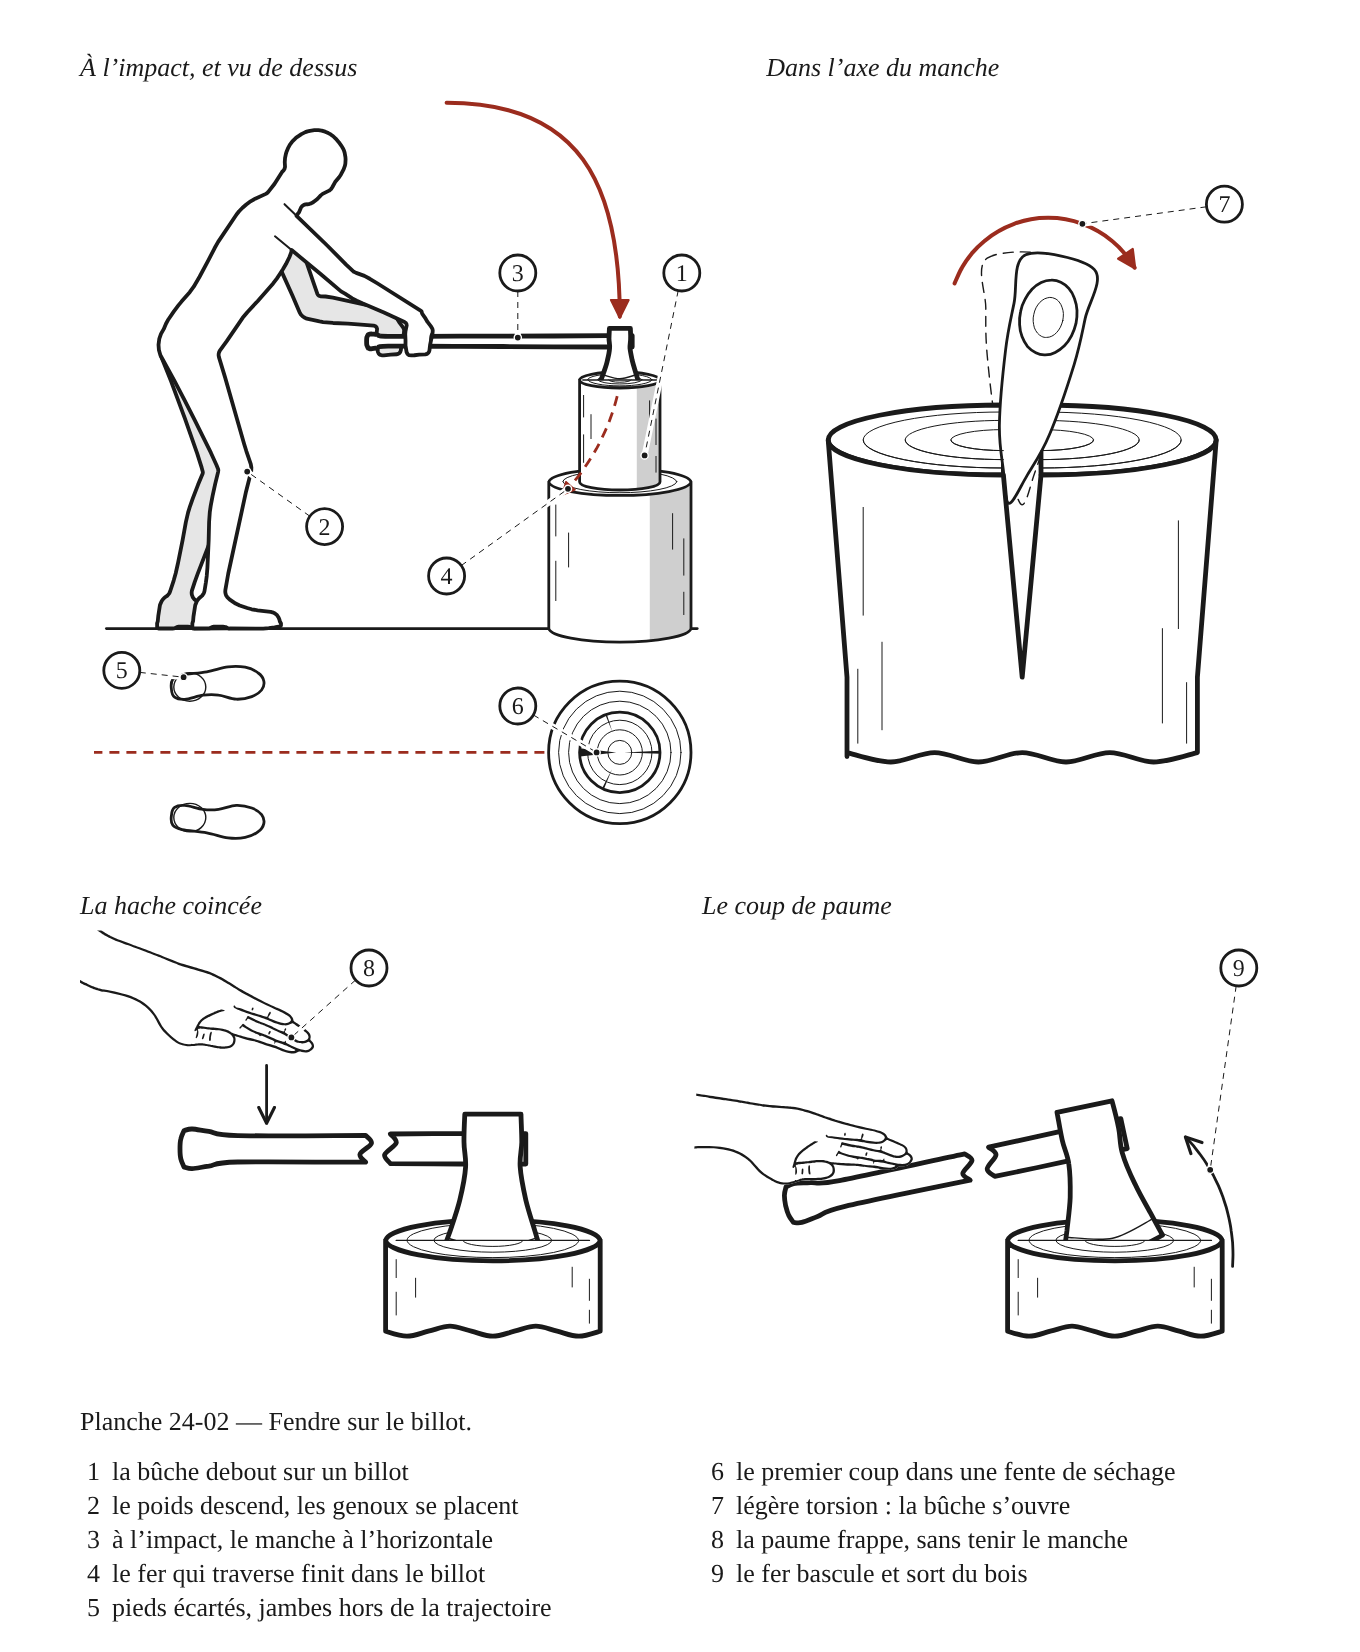 À l’impact, et vu de dessus
Dans l’axe du manche
7
3
1
2
4
5
6
La hache coincée
Le coup de paume
8
9
Planche 24-02 — Fendre sur le billot.
1 la bûche debout sur un billot
2 le poids descend, les genoux se placent
3 à l’impact, le manche à l’horizontale
4 le fer qui traverse finit dans le billot
5 pieds écartés, jambes hors de la trajectoire
6 le premier coup dans une fente de séchage
7 légère torsion : la bûche s’ouvre
8 la paume frappe, sans tenir le manche
9 le fer bascule et sort du bois